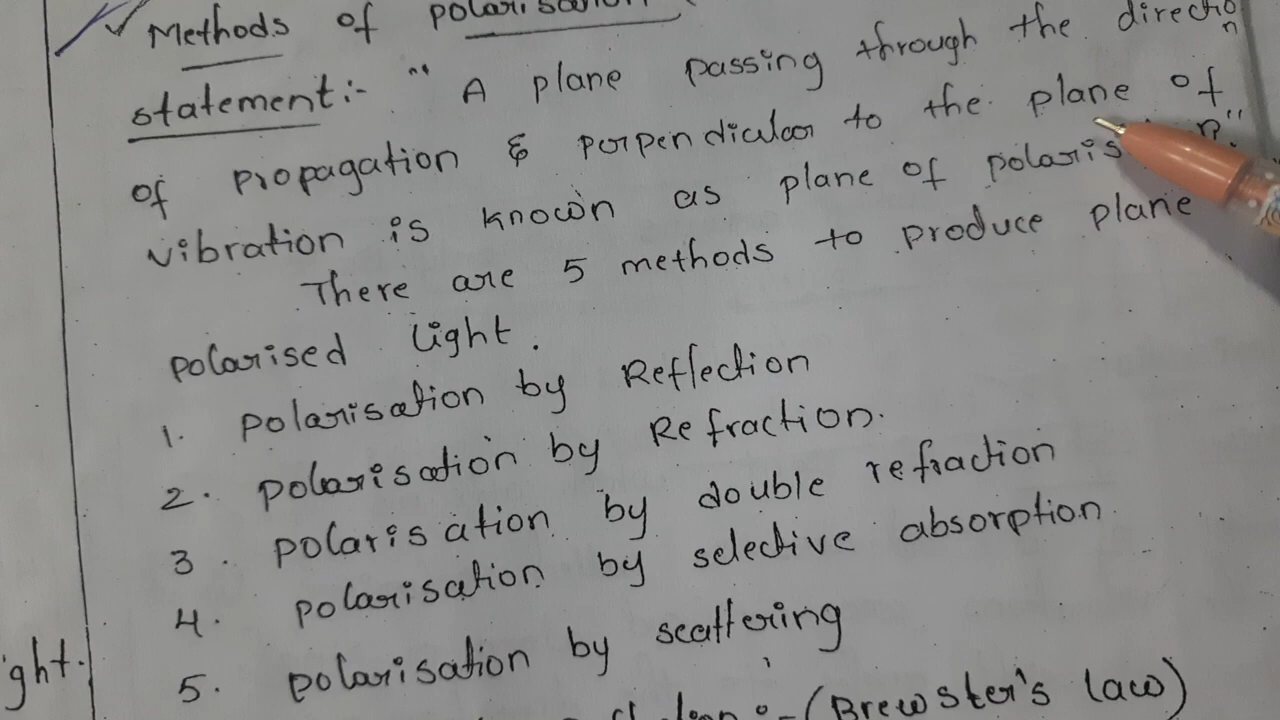 Methods of polarisation
statement:- "A plane passing through the direction
of propagation & perpendicular to the plane of
vibration is known as plane of polaris n"
There are 5 methods to produce plane
polarised light.
1. polarisation by Reflection
2. polarisation by Refraction.
3. polarisation by double refraction
4. polarisation by selective absorption
5. polarisation by scattering
ght.
:- (Brewster's law)